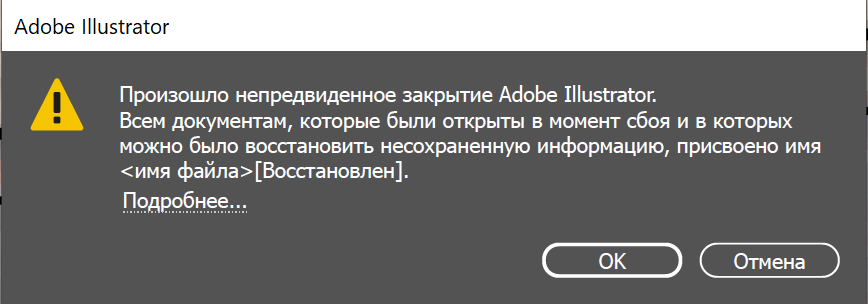 Adobe Illustrator
Произошло непредвиденное закрытие Adobe Illustrator.
Всем документам, которые были открыты в момент сбоя и в которых
можно было восстановить несохраненную информацию, присвоено имя
<имя файла>[Восстановлен].
Подробнее...
OK Отмена